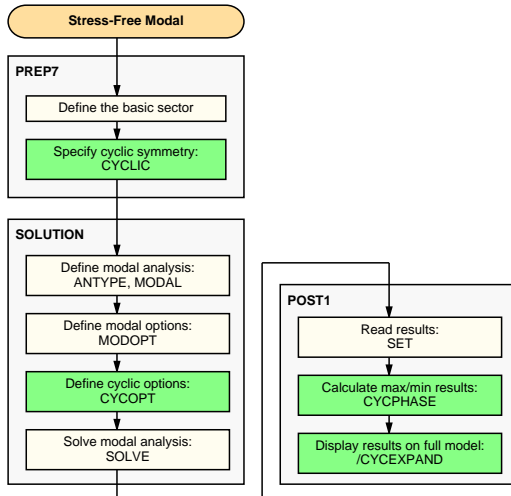 Stress-Free Modal
PREP7
Define the basic sector
Specify cyclic symmetry:
CYCLIC
SOLUTION
Define modal analysis:
ANTYPE, MODAL
Define modal options:
MODOPT
Define cyclic options:
CYCOPT
Solve modal analysis:
SOLVE
POST1
Read results:
SET
Calculate max/min results:
CYCPHASE
Display results on full model:
/CYCEXPAND